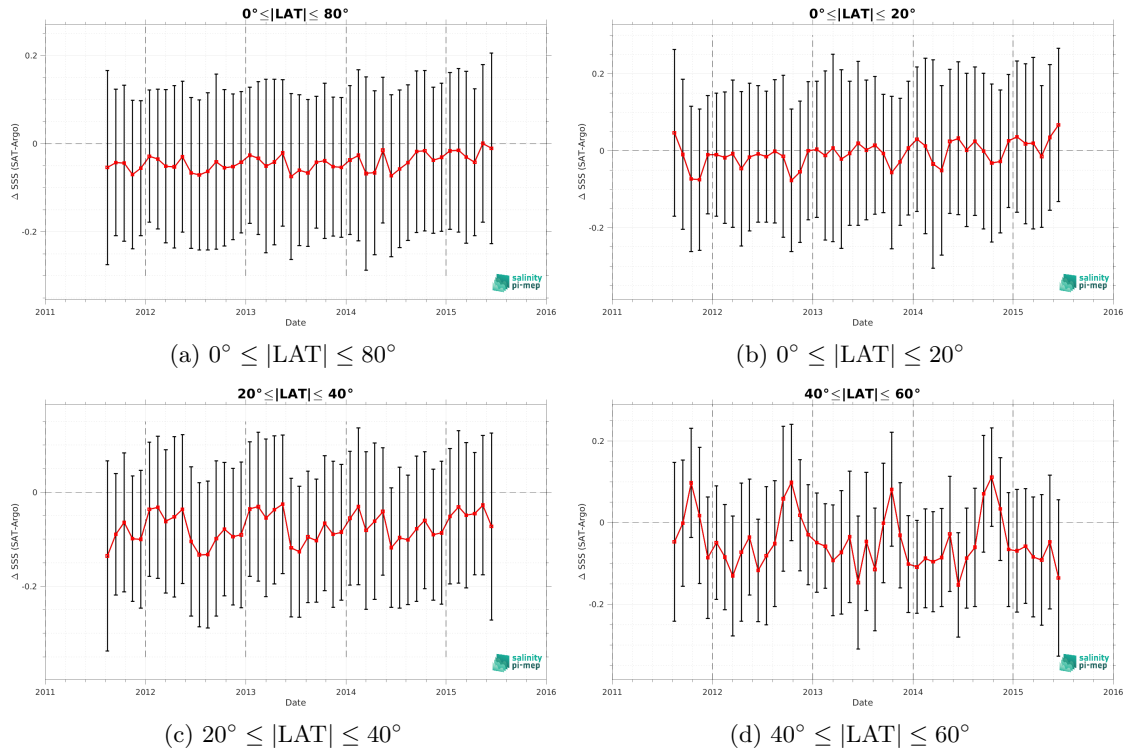 0°≤|LAT|≤ 80°
0.2
0
-0.2
Δ SSS (SAT-Argo)
2011 2012 2013 2014 2015 2016
Date
salinity
pi-mep
(a) 0° ≤ |LAT| ≤ 80°
0°≤|LAT|≤ 20°
0.2
0
-0.2
Δ SSS (SAT-Argo)
2011 2012 2013 2014 2015 2016
Date
salinity
pi-mep
(b) 0° ≤ |LAT| ≤ 20°
20°≤|LAT|≤ 40°
0
-0.2
Δ SSS (SAT-Argo)
2011 2012 2013 2014 2015 2016
Date
salinity
pi-mep
(c) 20° ≤ |LAT| ≤ 40°
40°≤|LAT|≤ 60°
0.2
0
-0.2
Δ SSS (SAT-Argo)
2011 2012 2013 2014 2015 2016
Date
salinity
pi-mep
(d) 40° ≤ |LAT| ≤ 60°